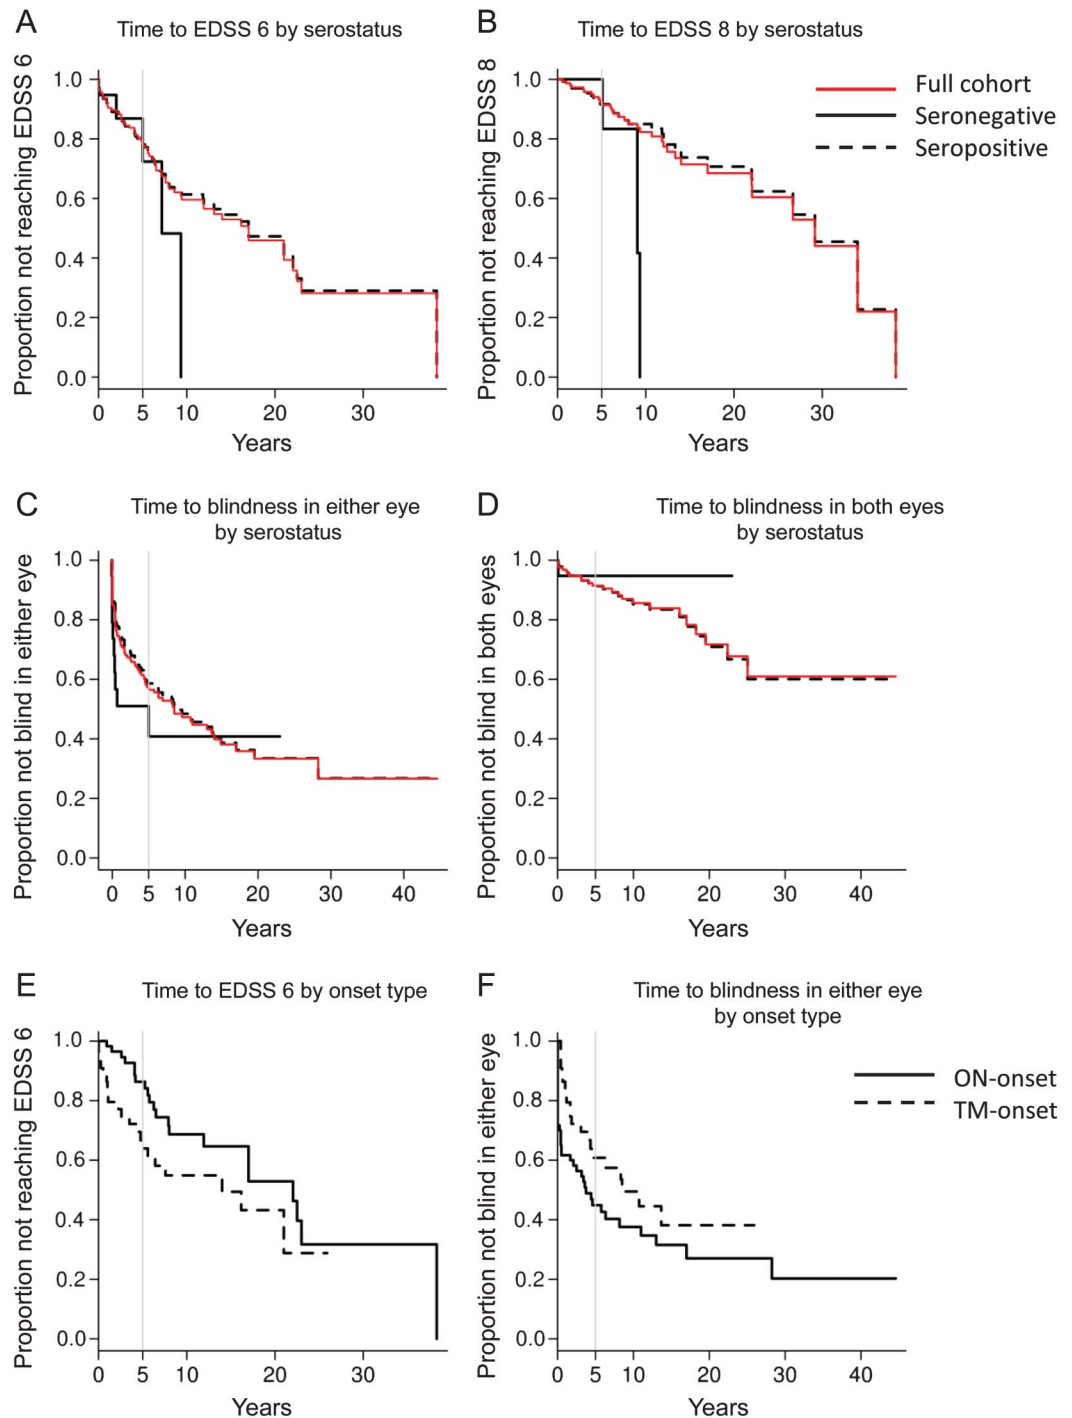 A
Time to EDSS 6 by serostatus
Proportion not reaching EDSS 6
1.0
0.8
0.6
0.4
0.2
0.0
0 5 10 20 30
Years
B
Time to EDSS 8 by serostatus
Proportion not reaching EDSS 8
1.0
0.8
0.6
0.4
0.2
0.0
0 5 10 20 30
Years
Full cohort
Seronegative
Seropositive
C
Time to blindness in either eye
by serostatus
Proportion not blind in either eye
1.0
0.8
0.6
0.4
0.2
0.0
0 5 10 20 30 40
Years
D
Time to blindness in both eyes
by serostatus
Proportion not blind in both eyes
1.0
0.8
0.6
0.4
0.2
0.0
0 5 10 20 30 40
Years
E
Time to EDSS 6 by onset type
Proportion not reaching EDSS 6
1.0
0.8
0.6
0.4
0.2
0.0
0 5 10 20 30
Years
F
Time to blindness in either eye
by onset type
Proportion not blind in either eye
1.0
0.8
0.6
0.4
0.2
0.0
0 5 10 20 30 40
Years
ON-onset
TM-onset